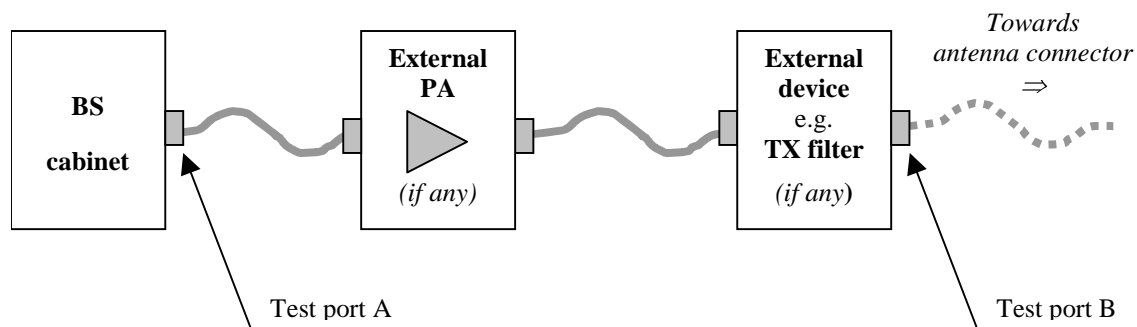 BS
cabinet
External
PA
(if any)
External
device
e.g.
TX filter
(if any)
Towards
antenna connector
⇒
Test port A
Test port B